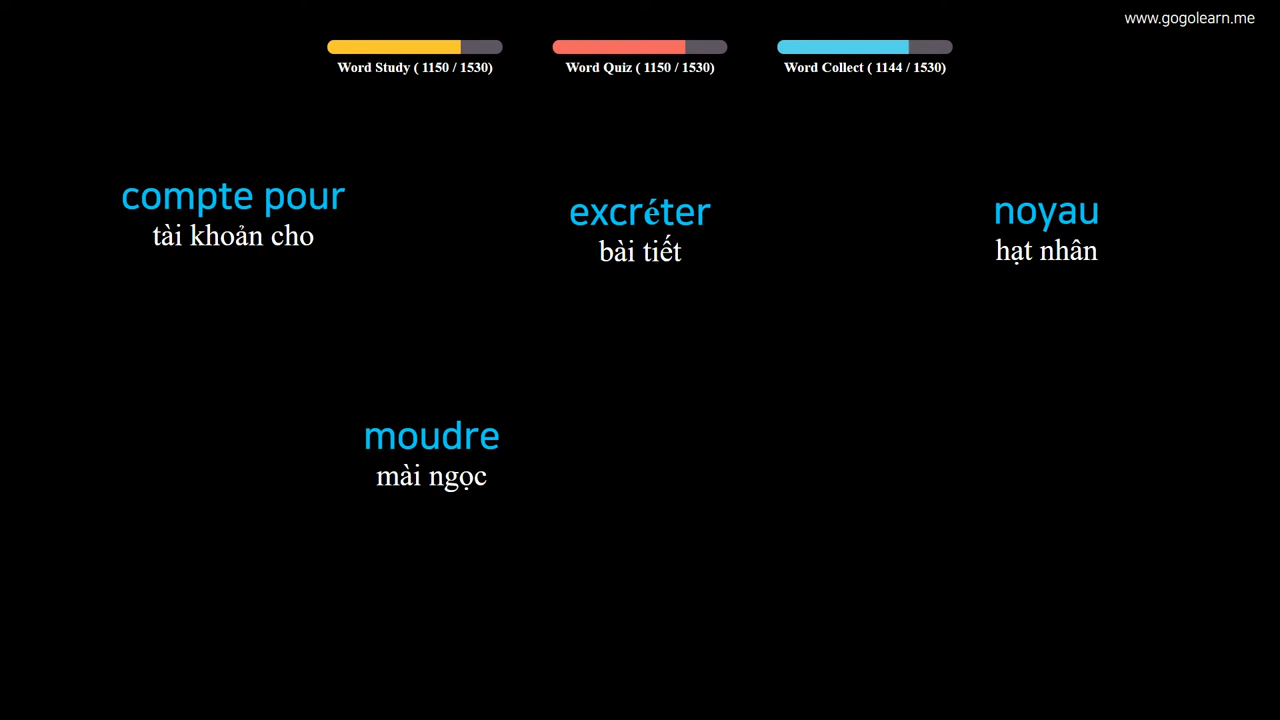 www.gogolearn.me
Word Study ( 1150 / 1530)
Word Quiz ( 1150 / 1530)
Word Collect ( 1144 / 1530)
compte pour
tài khoản cho
excréter
bài tiết
noyau
hạt nhân
moudre
mài ngọc